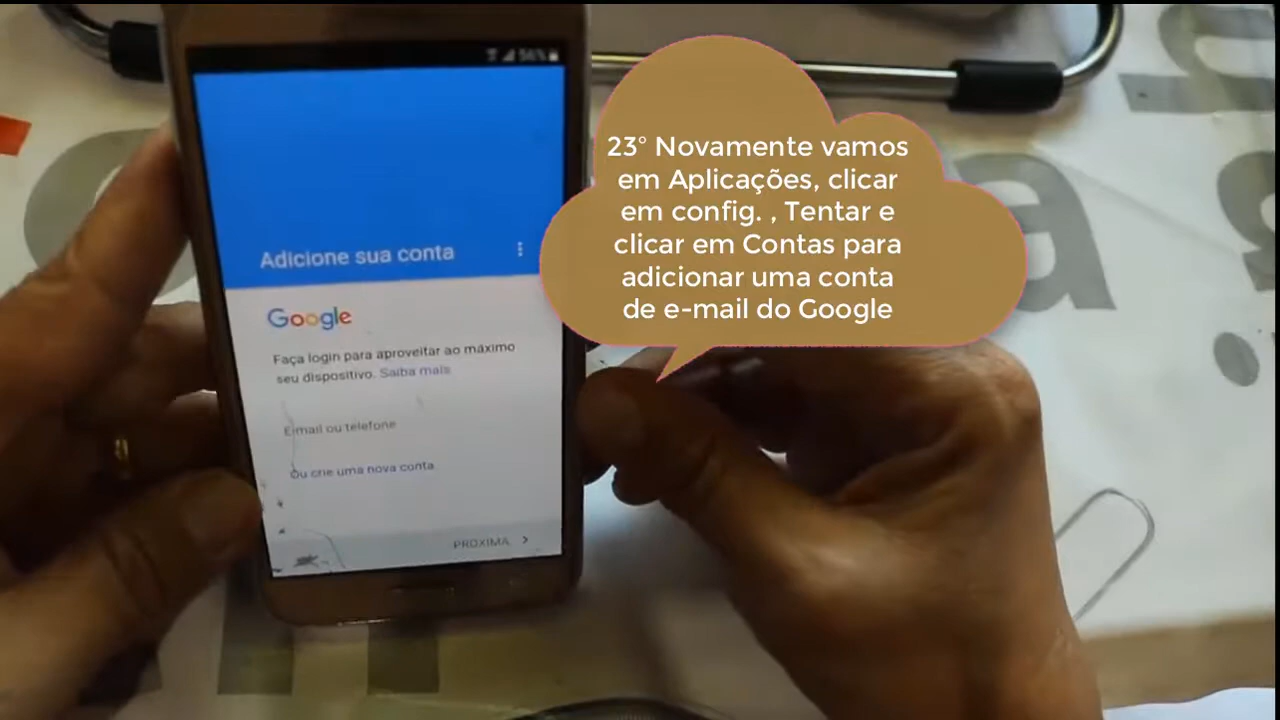 56%
Adicione sua conta
Google
Faça login para aproveitar ao máximo
seu dispositivo. Saiba mais
E-mail ou telefone
Ou crie uma nova conta
PRÓXIMA >
23° Novamente vamos
em Aplicações, clicar
em config. , Tentar e
clicar em Contas para
adicionar uma conta
de e-mail do Google